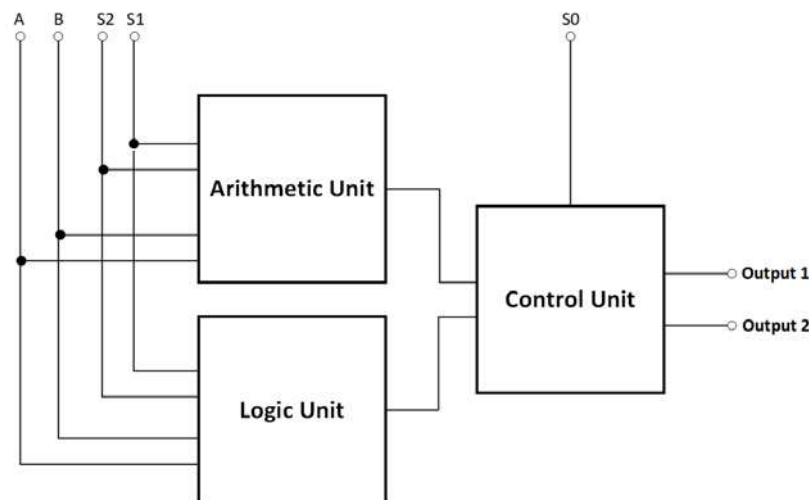 A B S2 S1 S0
Arithmetic Unit
Control Unit
Output 1
Output 2
Logic Unit